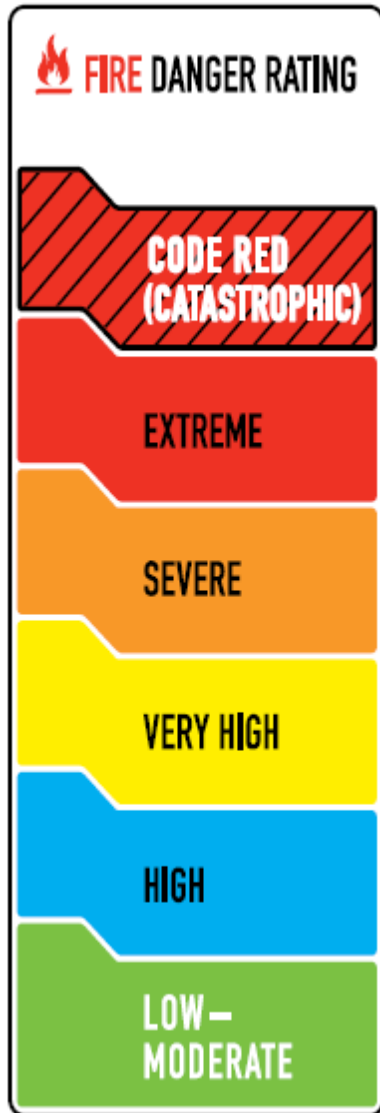 FIRE DANGER RATING
CODE RED
(CATASTROPHIC)
EXTREME
SEVERE
VERY HIGH
HIGH
LOW–
MODERATE